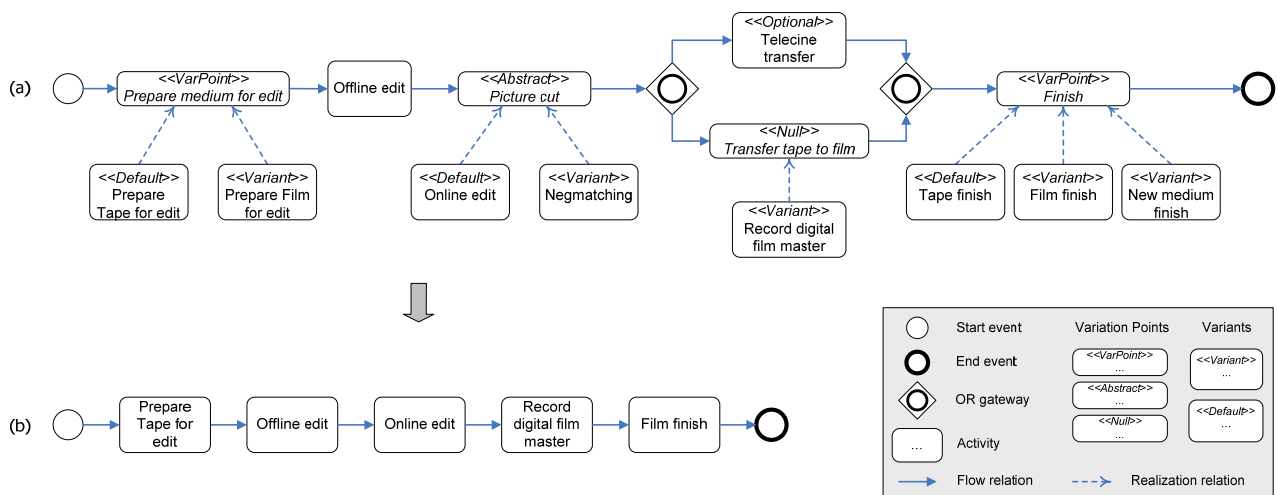 (a)
<<VarPoint>>
Prepare medium for edit
Offline edit
<<Abstract>>
Picture cut
<<Optional>>
Telecine
transfer
<<Null>>
Transfer tape to film
<<VarPoint>>
Finish
<<Default>>
Prepare
Tape for edit
<<Variant>>
Prepare Film
for edit
<<Default>>
Online edit
<<Variant>>
Negmatching
<<Variant>>
Record digital
film master
<<Default>>
Tape finish
<<Variant>>
Film finish
<<Variant>>
New medium
finish
(b)
Prepare
Tape for
edit
Offline edit
Online edit
Record
digital film
master
Film finish
Start event
Variation Points
Variants
End event
<<VarPoint>>
...
<<Variant>>
...
OR gateway
<<Abstract>>
...
<<Default>>
...
<<Null>>
...
...
Activity
Flow relation
Realization relation